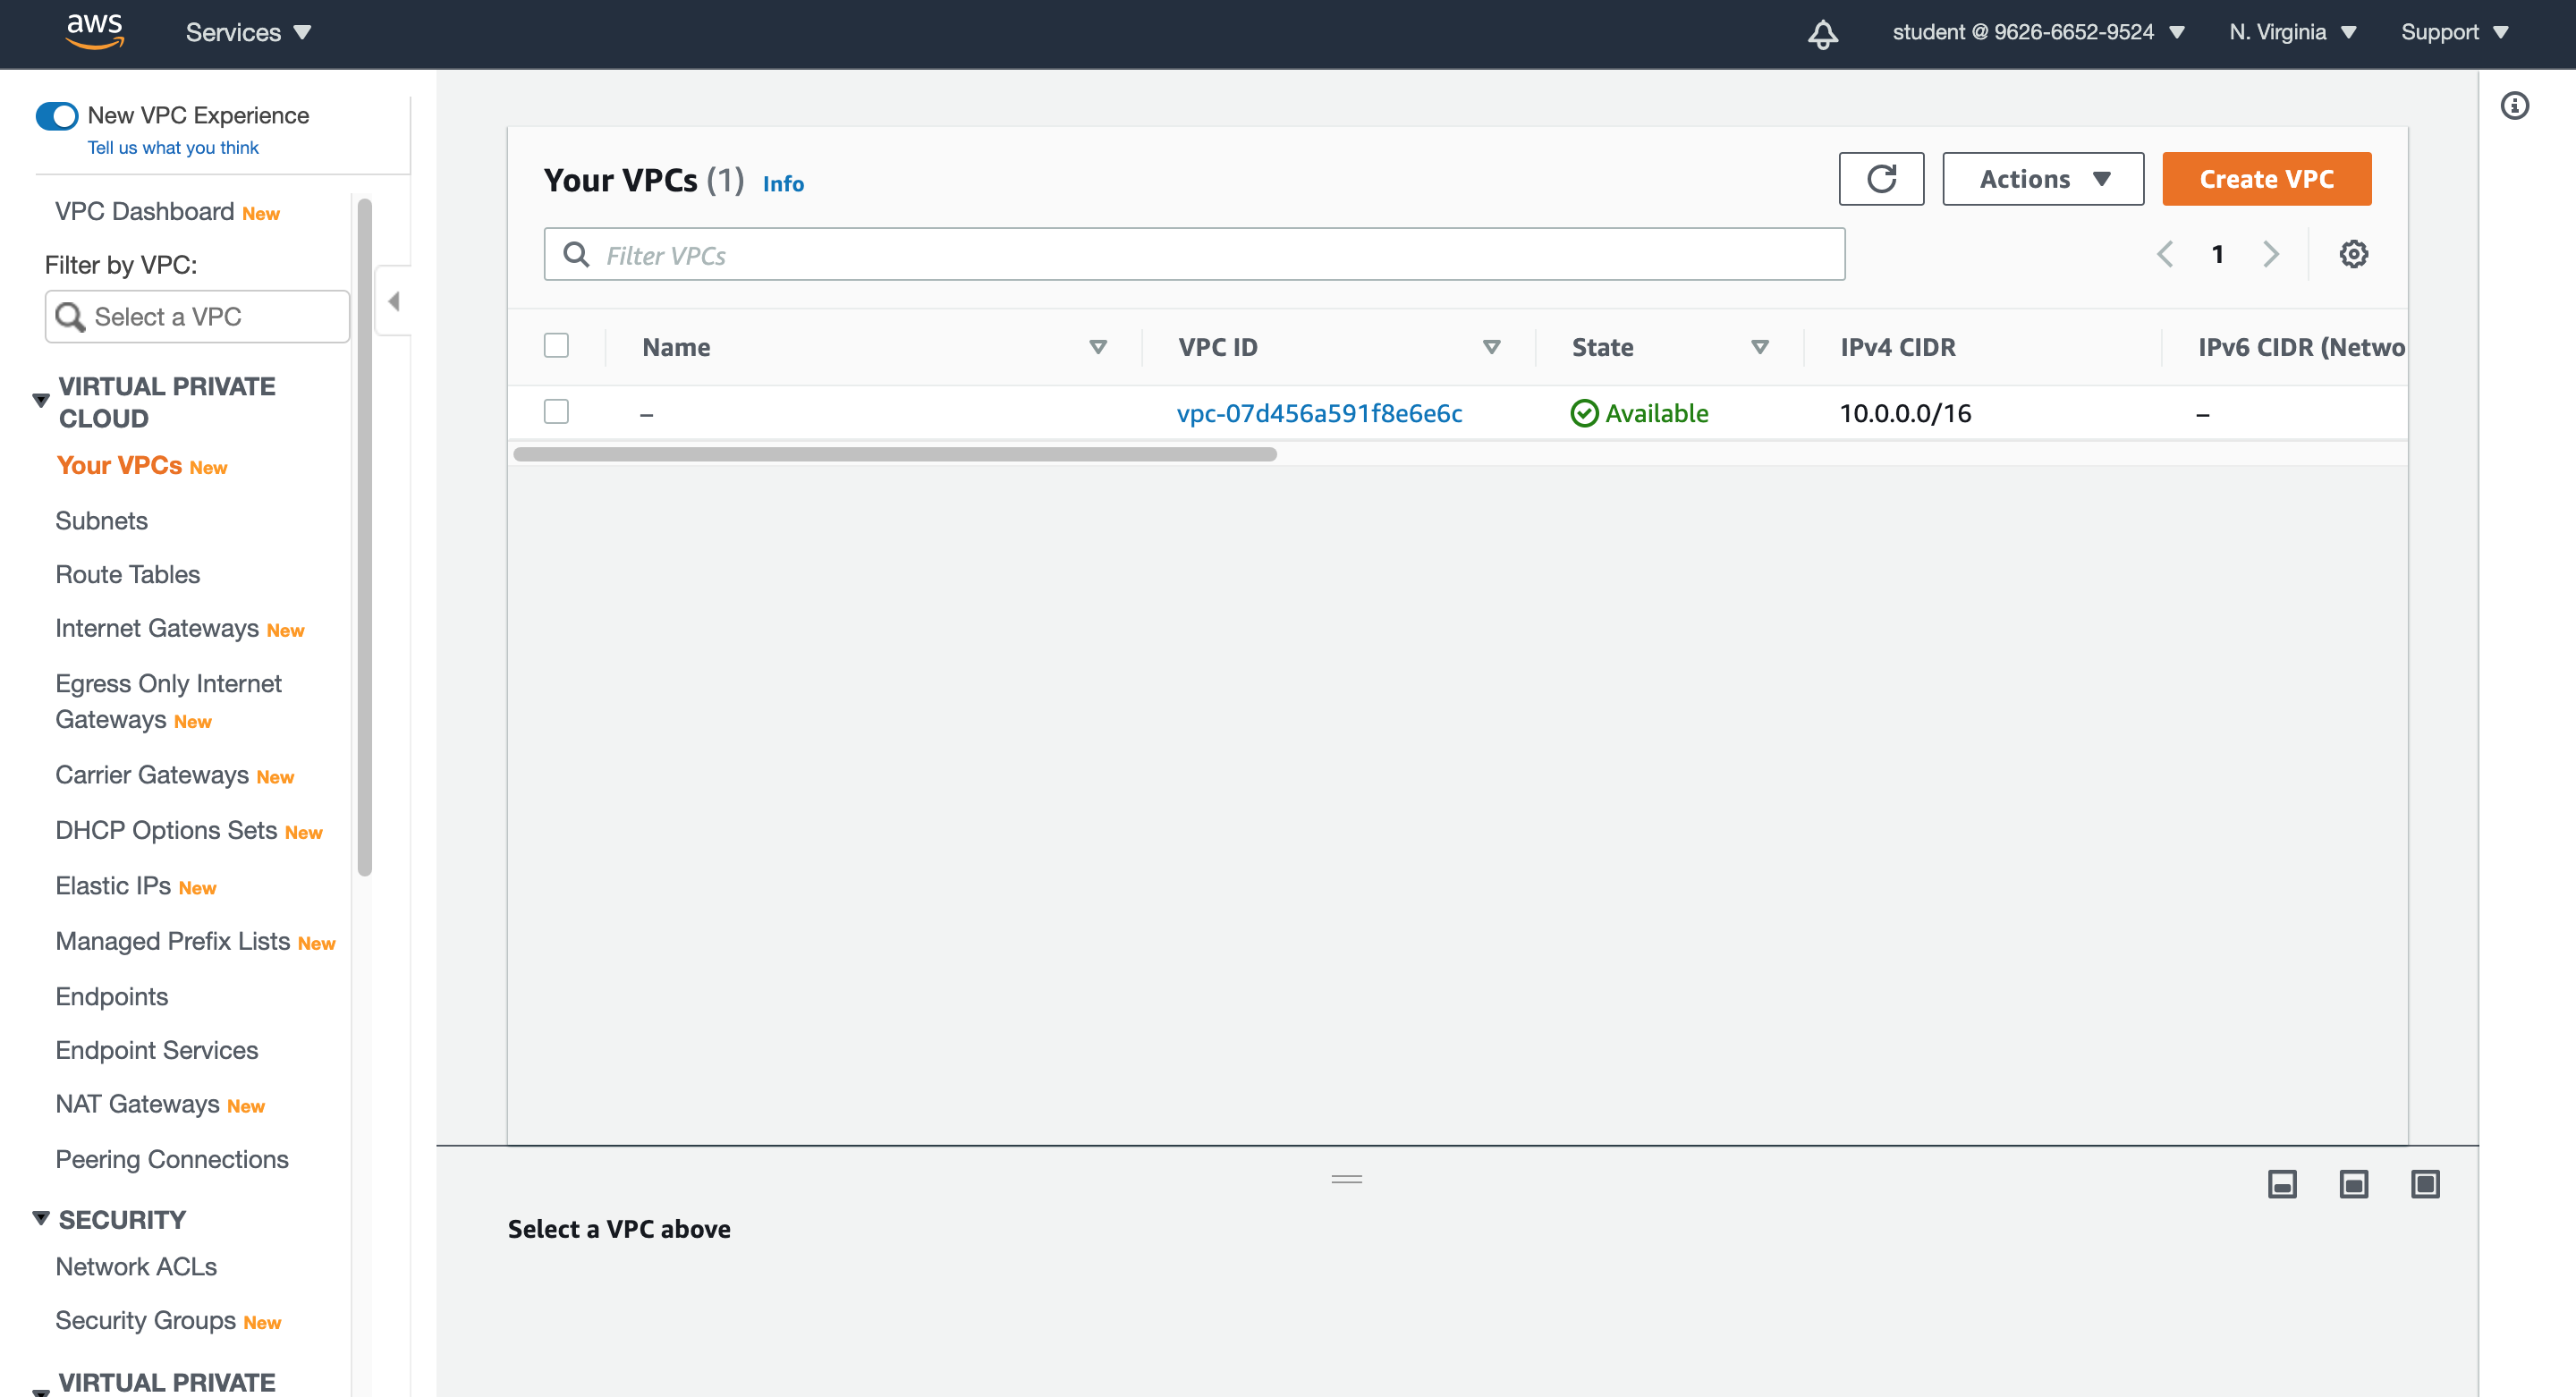 aws
Services
student @ 9626-6652-9524
N. Virginia
Support
New VPC Experience
Tell us what you think
VPC Dashboard New
Filter by VPC:
Select a VPC
VIRTUAL PRIVATE
CLOUD
Your VPCs New
Subnets
Route Tables
Internet Gateways New
Egress Only Internet
Gateways New
Carrier Gateways New
DHCP Options Sets New
Elastic IPs New
Managed Prefix Lists New
Endpoints
Endpoint Services
NAT Gateways New
Peering Connections
SECURITY
Network ACLs
Security Groups New
VIRTUAL PRIVATE
Your VPCs (1) Info
Actions
Create VPC
Filter VPCs
1
Name VPC ID State IPv4 CIDR IPv6 CIDR (Netwo
– vpc-07d456a591f8e6e6c Available 10.0.0.0/16 –
Select a VPC above